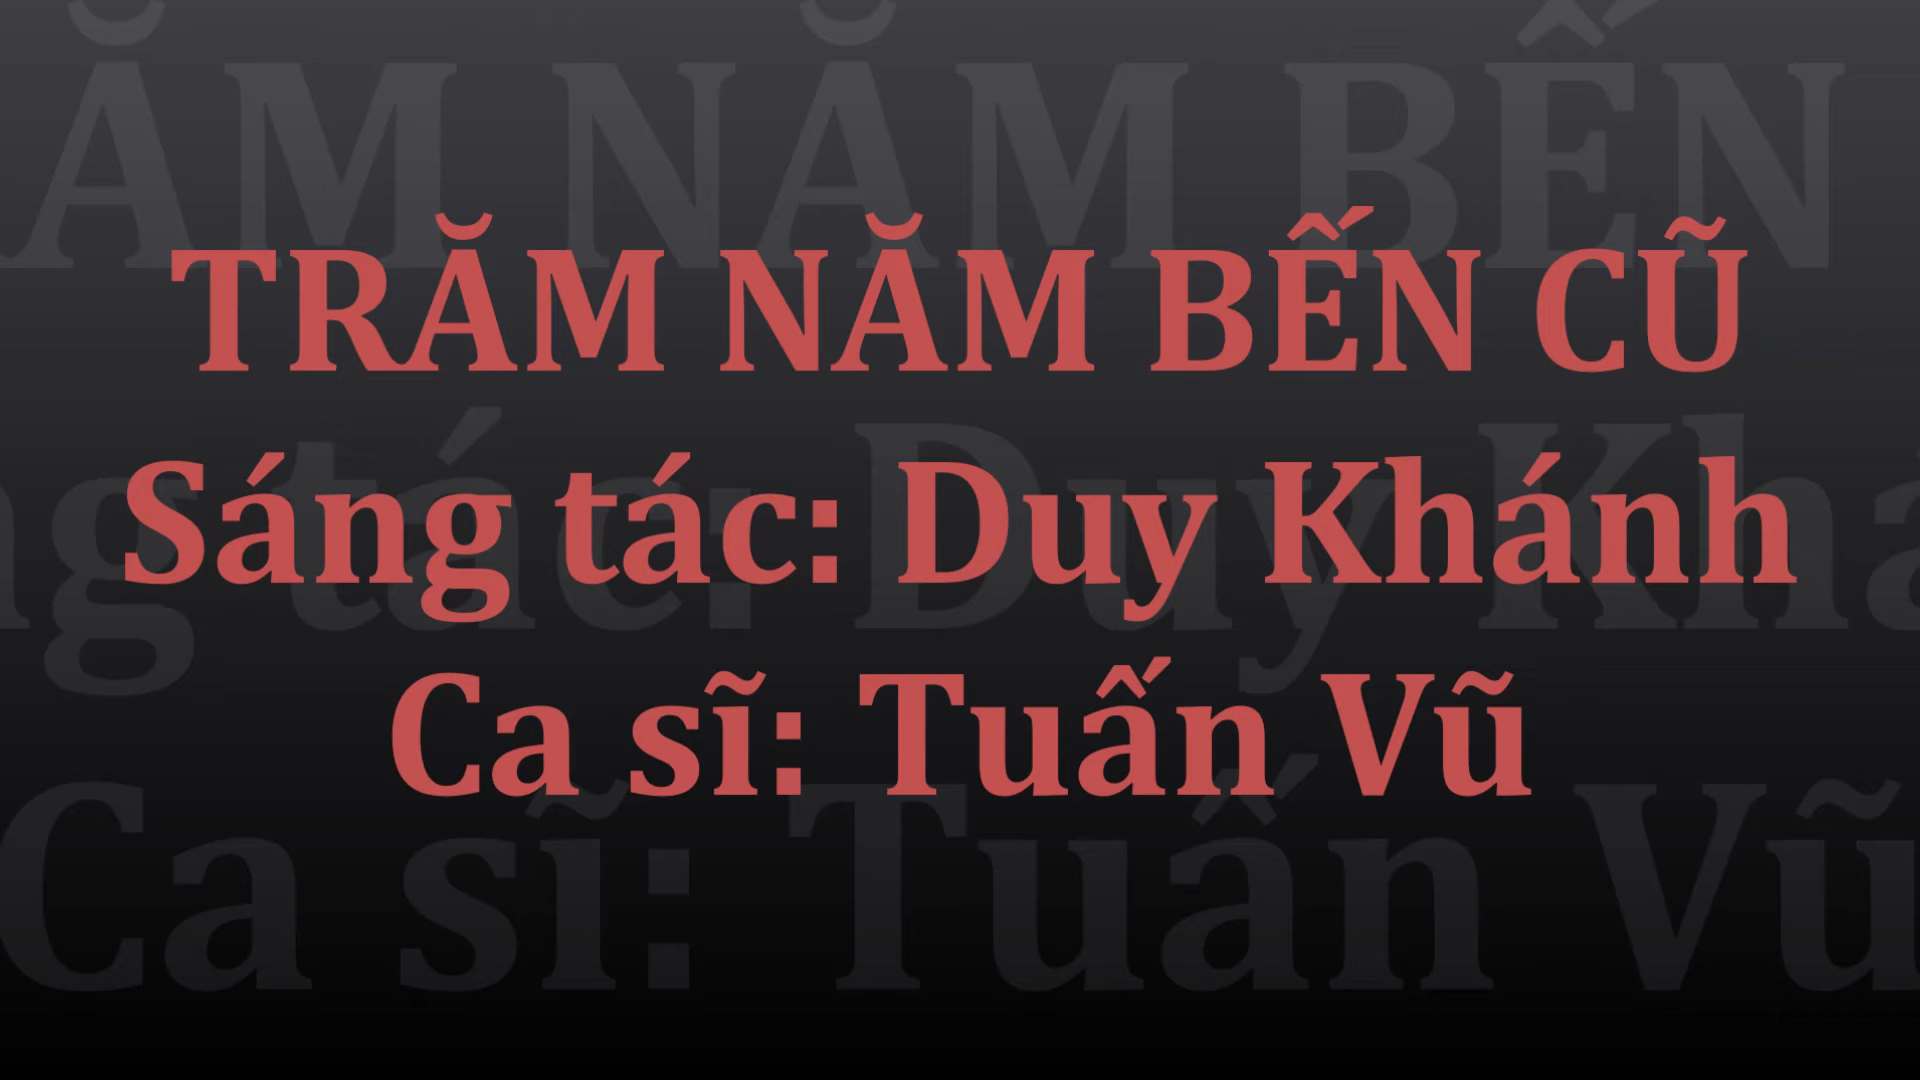 TRĂM NĂM BẾN CŨ
Sáng tác: Duy Khánh
Ca sĩ: Tuấn Vũ